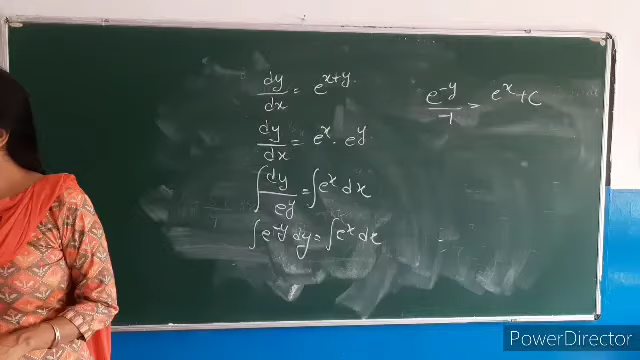 dy/dx = e^{x+y}
dy/dx = e^x · e^y
∫ dy/e^y = ∫ e^x dx
∫ e^{-y} dy = ∫ e^x dx
e^{-y}/-1 = e^x + C
PowerDirector